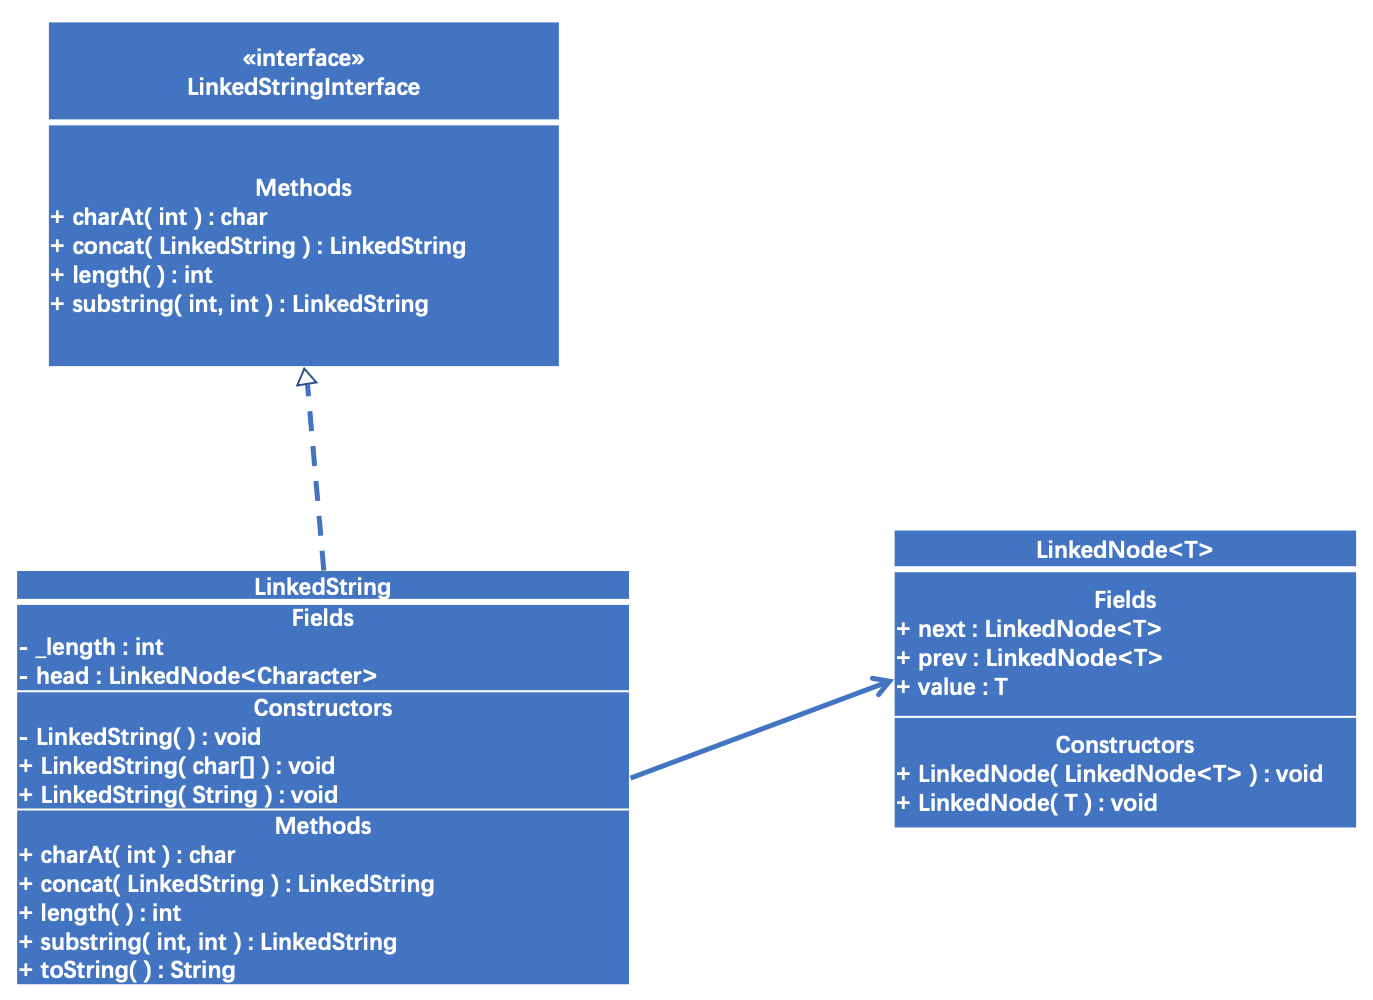 «interface»
LinkedStringInterface
Methods
+ charAt( int ) : char
+ concat( LinkedString ) : LinkedString
+ length( ) : int
+ substring( int, int ) : LinkedString
LinkedString
Fields
- _length : int
- head : LinkedNode<Character>
Constructors
- LinkedString( ) : void
+ LinkedString( char[] ) : void
+ LinkedString( String ) : void
Methods
+ charAt( int ) : char
+ concat( LinkedString ) : LinkedString
+ length( ) : int
+ substring( int, int ) : LinkedString
+ toString( ) : String
LinkedNode<T>
Fields
+ next : LinkedNode<T>
+ prev : LinkedNode<T>
+ value : T
Constructors
+ LinkedNode( LinkedNode<T> ) : void
+ LinkedNode( T ) : void